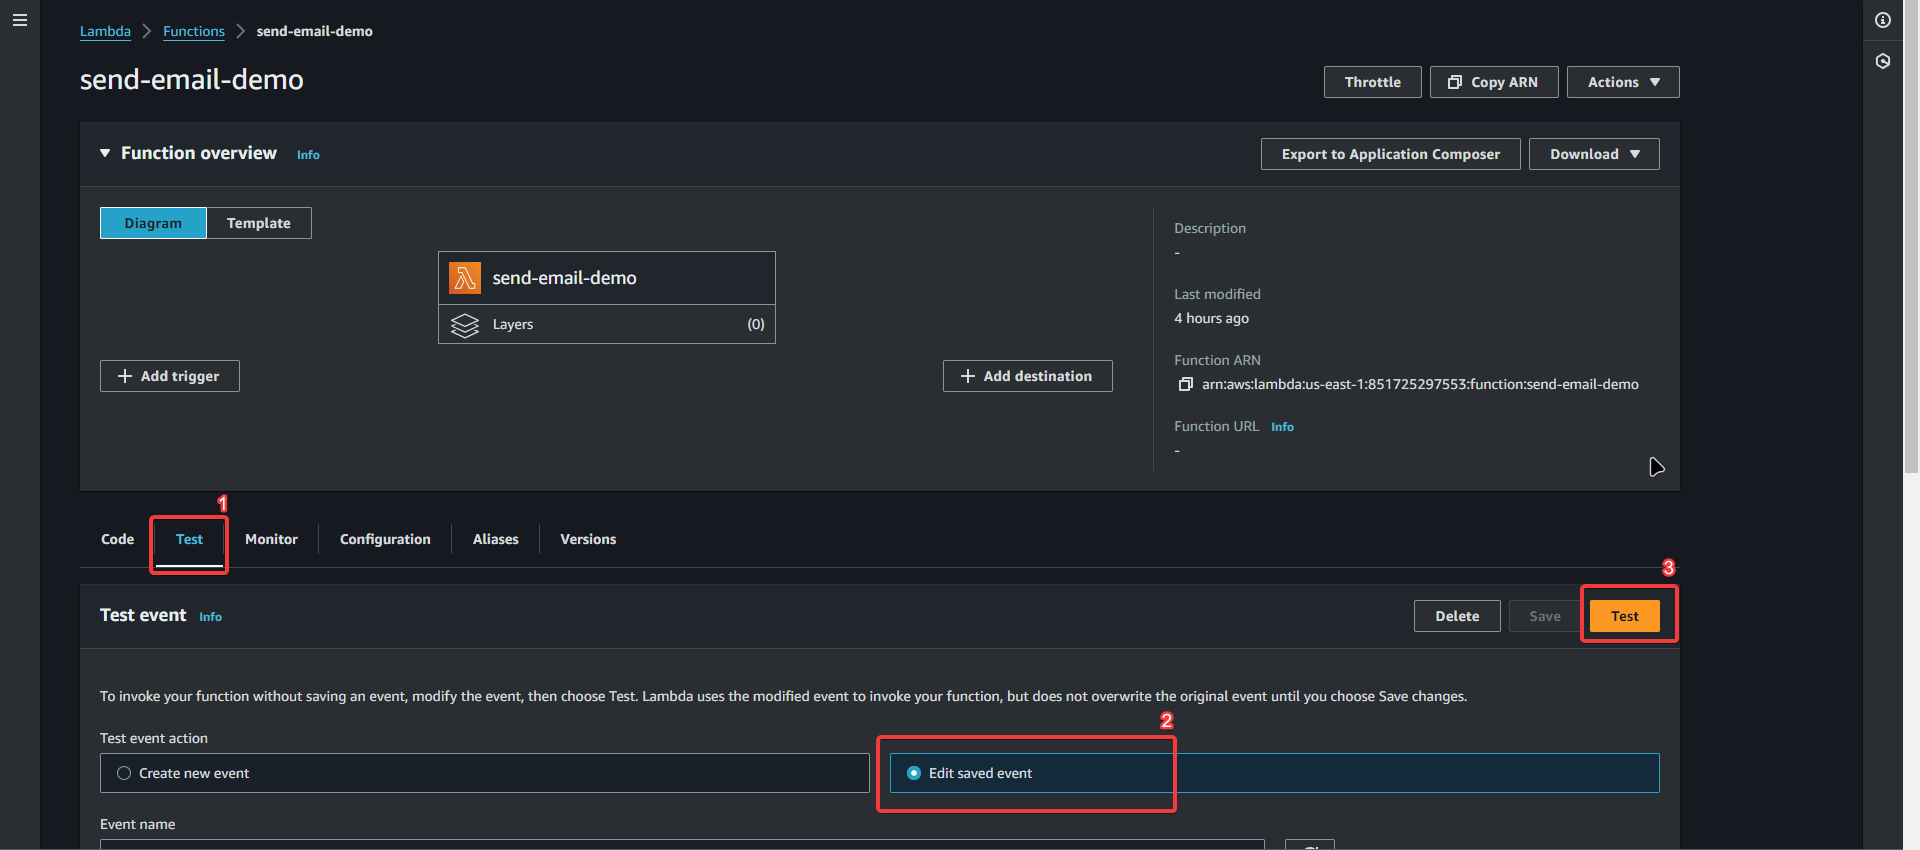 Lambda > Functions > send-email-demo
send-email-demo
Throttle
Copy ARN
Actions
Function overview Info
Export to Application Composer
Download
Diagram
Template
send-email-demo
Layers (0)
Add trigger
Add destination
Description
-
Last modified
4 hours ago
Function ARN
arn:aws:lambda:us-east-1:851725297553:function:send-email-demo
Function URL Info
-
1
Code
Test
Monitor
Configuration
Aliases
Versions
3
Test event Info
Delete
Save
Test
To invoke your function without saving an event, modify the event, then choose Test. Lambda uses the modified event to invoke your function, but does not overwrite the original event until you choose Save changes.
2
Test event action
Create new event
Edit saved event
Event name